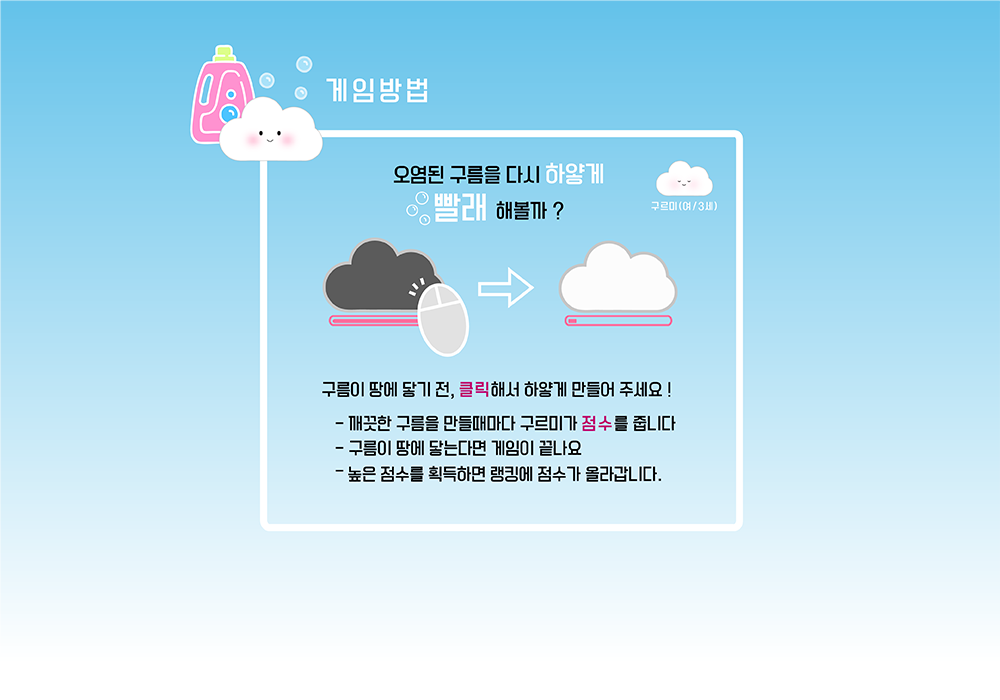 게임방법
오염된 구름을 다시 하얗게
빨래 해볼까 ?
구르미(여/3세)
구름이 땅에 닿기 전, 클릭해서 하얗게 만들어 주세요 !
- 깨끗한 구름을 만들때마다 구르미가 점수를 줍니다
- 구름이 땅에 닿는다면 게임이 끝나요
- 높은 점수를 획득하면 랭킹에 점수가 올라갑니다.